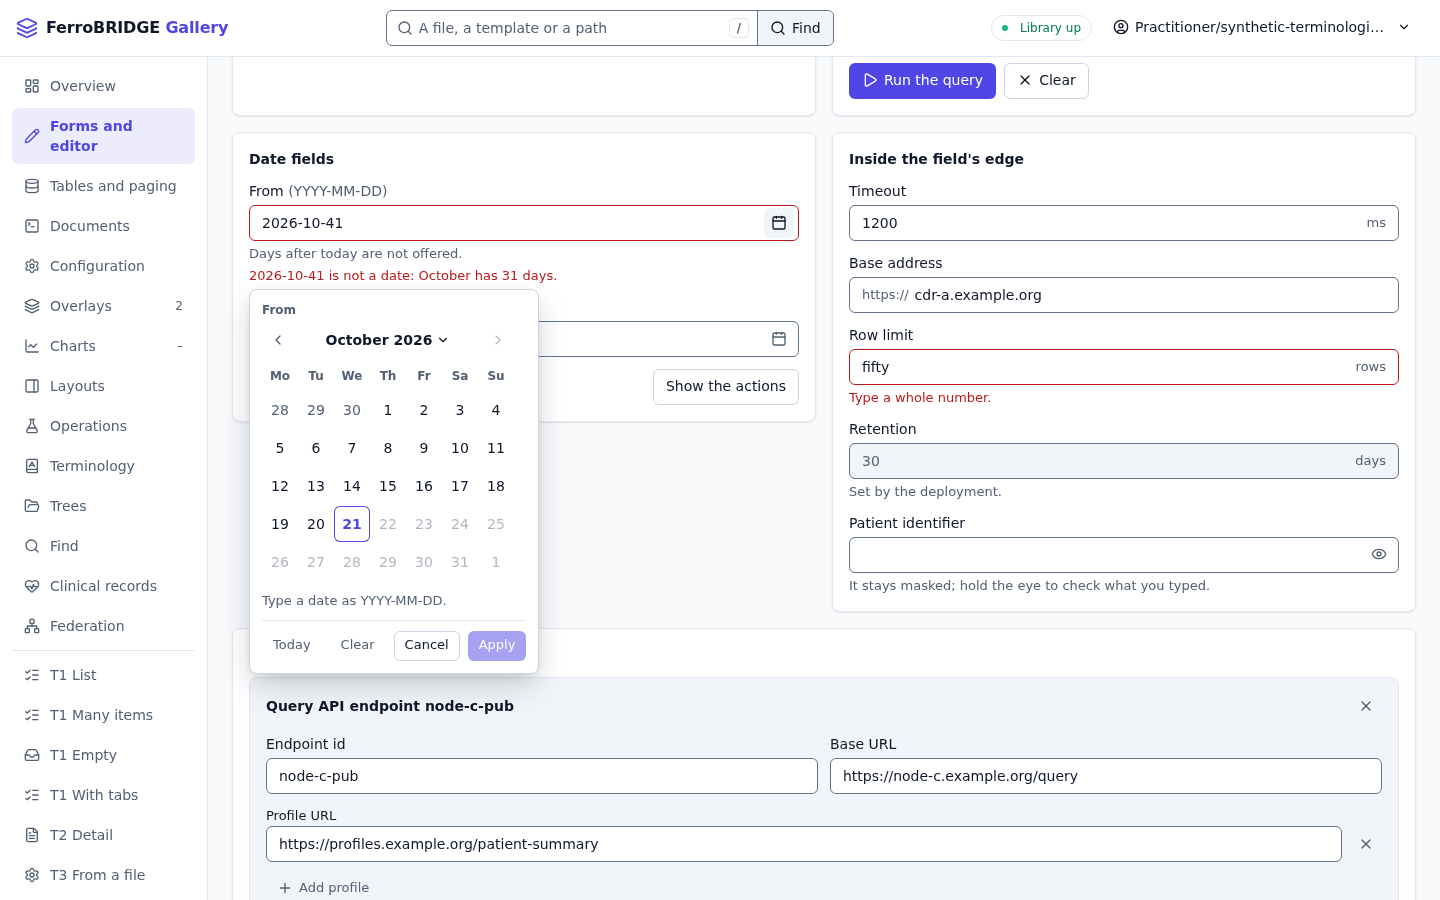 FerroBRIDGE Gallery
A file, a template or a path
/
Find
Library up
Practitioner/synthetic-terminologi...
Overview
Forms and
editor
Tables and paging
Documents
Configuration
Overlays 2
Charts –
Layouts
Operations
Terminology
Trees
Find
Clinical records
Federation
T1 List
T1 Many items
T1 Empty
T1 With tabs
T2 Detail
T3 From a file
Run the query
Clear
Date fields
From (YYYY-MM-DD)
2026-10-41
Days after today are not offered.
2026-10-41 is not a date: October has 31 days.
From
October 2026
Mo Tu We Th Fr Sa Su
28 29 30 1 2 3 4
5 6 7 8 9 10 11
12 13 14 15 16 17 18
19 20 21 22 23 24 25
26 27 28 29 30 31 1
Type a date as YYYY-MM-DD.
Today Clear Cancel Apply
Show the actions
Inside the field's edge
Timeout
1200 ms
Base address
https:// cdr-a.example.org
Row limit
fifty rows
Type a whole number.
Retention
30 days
Set by the deployment.
Patient identifier
It stays masked; hold the eye to check what you typed.
Query API endpoint node-c-pub
Endpoint id
node-c-pub
Base URL
https://node-c.example.org/query
Profile URL
https://profiles.example.org/patient-summary
Add profile